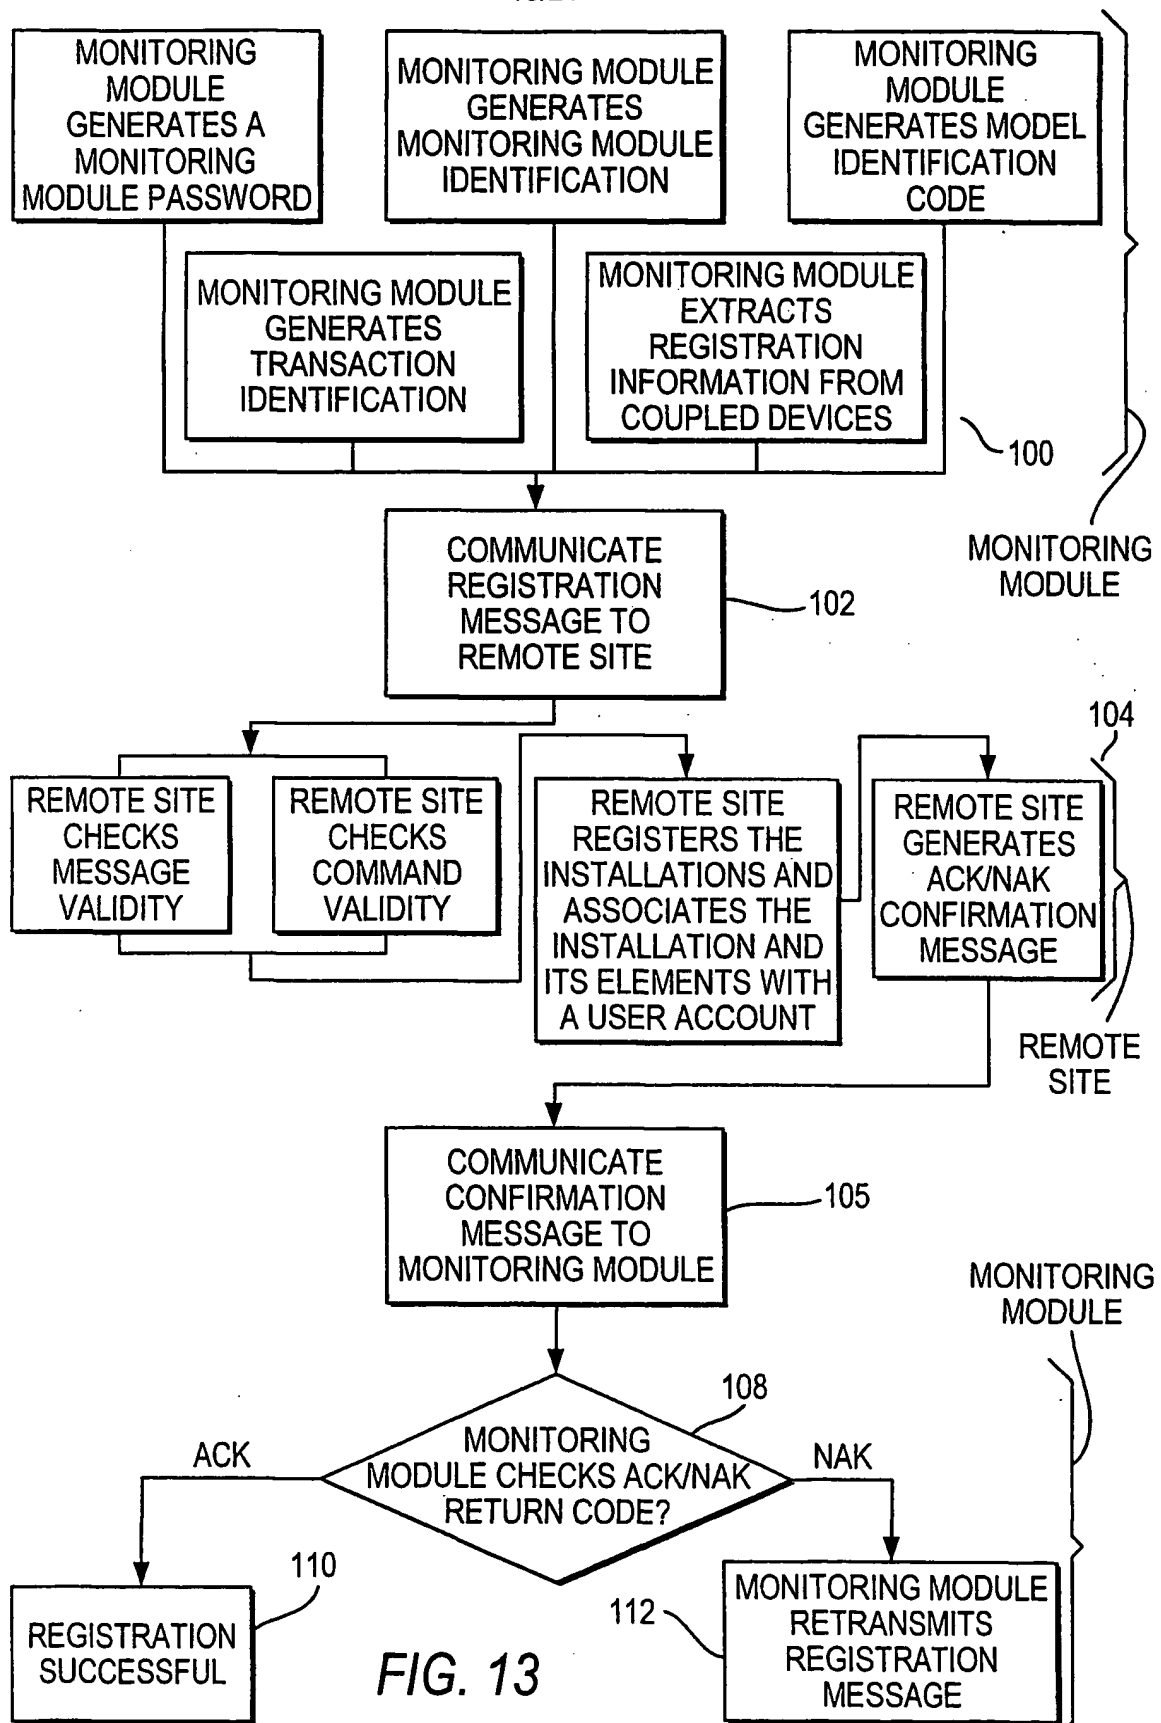 MONITORING
MODULE
GENERATES A
MONITORING
MODULE PASSWORD
MONITORING MODULE
GENERATES
MONITORING MODULE
IDENTIFICATION
MONITORING
MODULE
GENERATES MODEL
IDENTIFICATION
CODE
MONITORING MODULE
GENERATES
TRANSACTION
IDENTIFICATION
MONITORING MODULE
EXTRACTS
REGISTRATION
INFORMATION FROM
COUPLED DEVICES
100
MONITORING
MODULE
COMMUNICATE
REGISTRATION
MESSAGE TO
REMOTE SITE
102
104
REMOTE SITE
CHECKS
MESSAGE
VALIDITY
REMOTE SITE
CHECKS
COMMAND
VALIDITY
REMOTE SITE
REGISTERS THE
INSTALLATIONS AND
ASSOCIATES THE
INSTALLATION AND
ITS ELEMENTS WITH
A USER ACCOUNT
REMOTE SITE
GENERATES
ACK/NAK
CONFIRMATION
MESSAGE
REMOTE
SITE
COMMUNICATE
CONFIRMATION
MESSAGE TO
MONITORING MODULE
105
MONITORING
MODULE
108
MONITORING
MODULE CHECKS ACK/NAK
RETURN CODE?
ACK
NAK
110
REGISTRATION
SUCCESSFUL
112
MONITORING MODULE
RETRANSMITS
REGISTRATION
MESSAGE
FIG. 13